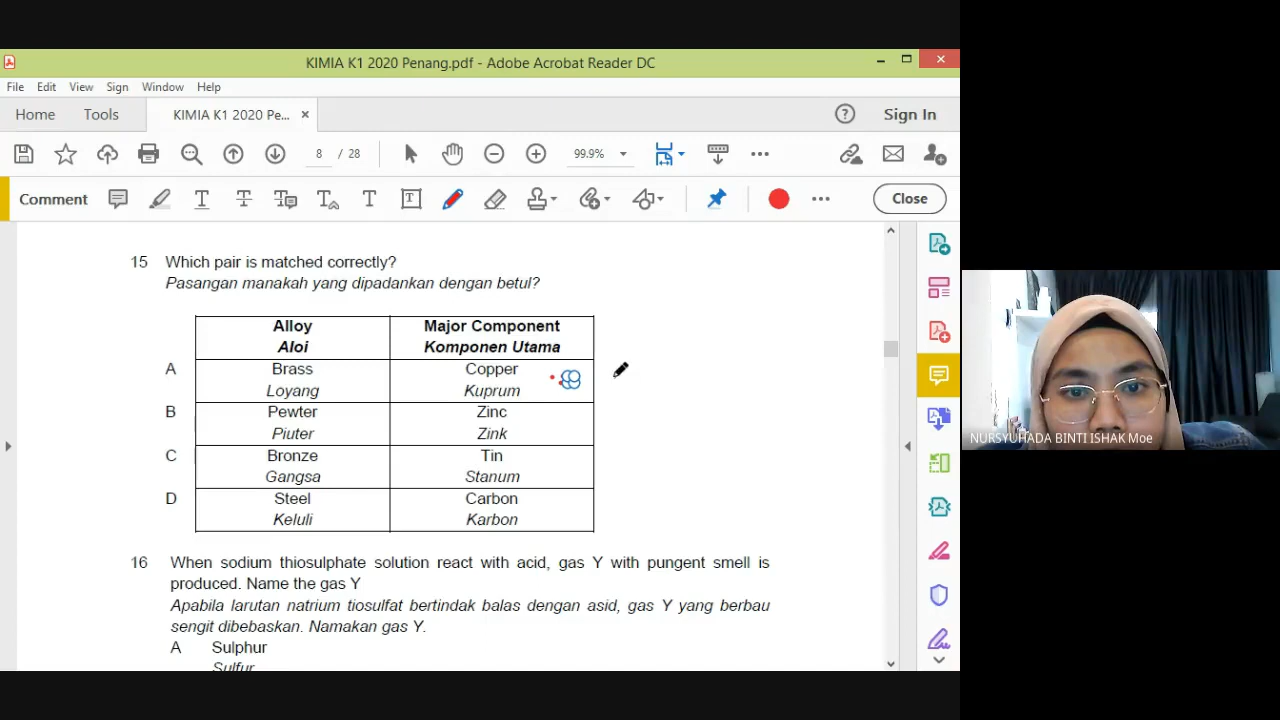 KIMIA K1 2020 Penang.pdf - Adobe Acrobat Reader DC
File Edit View Sign Window Help
Home Tools KIMIA K1 2020 Pe... × Sign In
8 / 28 99.9%
Comment Close
15 Which pair is matched correctly?
Pasangan manakah yang dipadankan dengan betul?
Alloy Major Component
Aloi Komponen Utama
A Brass Copper
Loyang Kuprum
B Pewter Zinc
Piuter Zink
C Bronze Tin
Gangsa Stanum
D Steel Carbon
Keluli Karbon
16 When sodium thiosulphate solution react with acid, gas Y with pungent smell is
produced. Name the gas Y
Apabila larutan natrium tiosulfat bertindak balas dengan asid, gas Y yang berbau
sengit dibebaskan. Namakan gas Y.
A Sulphur
Sulfur
NURSYUHADA BINTI ISHAK Moe